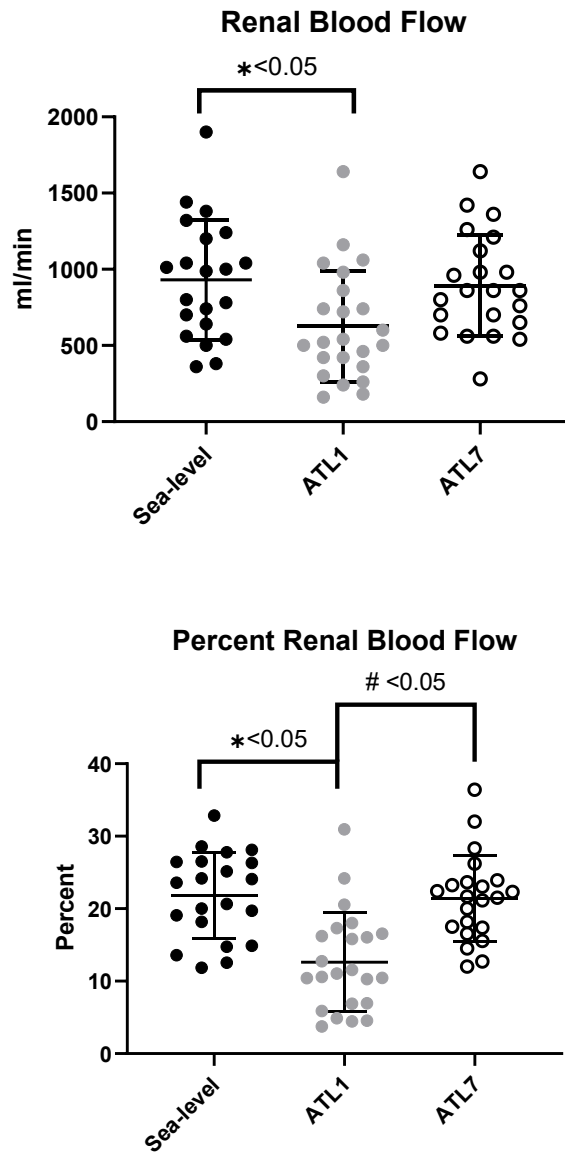 Renal Blood Flow
*<0.05
2000
1500
1000
500
0
ml/min
Sea-level
ATL1
ATL7
Percent Renal Blood Flow
# <0.05
*<0.05
40
30
20
10
0
Percent
Sea-level
ATL1
ATL7